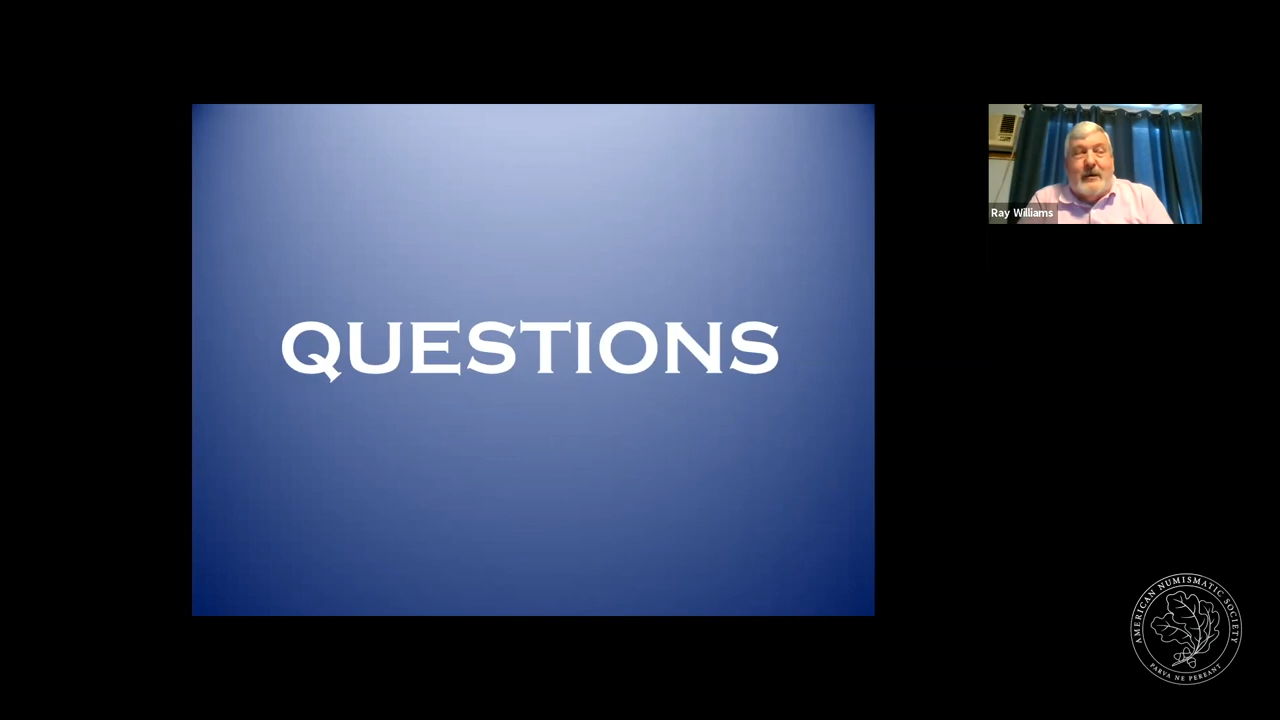 QUESTIONS
Ray Williams
AMERICAN NUMISMATIC SOCIETY
PARVA NE PEREANT